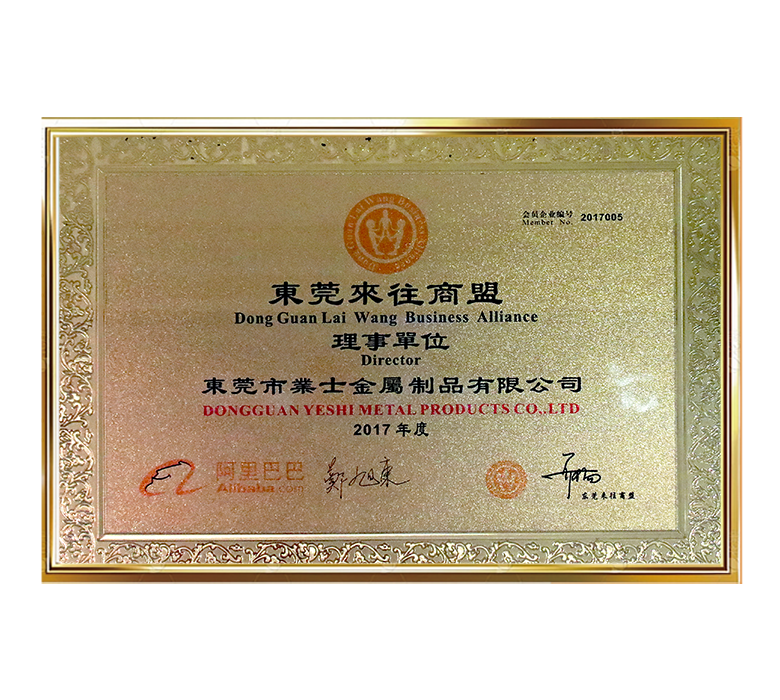 会员企业编号
Member No. 2017005
東莞來往商盟
Dong Guan Lai Wang Business Alliance
理事單位
Director
東莞市業士金屬制品有限公司
DONGGUAN YESHI METAL PRODUCTS CO.,LTD
2017 年度
阿里巴巴
Alibaba.com
鄭旭東
东莞来往商盟